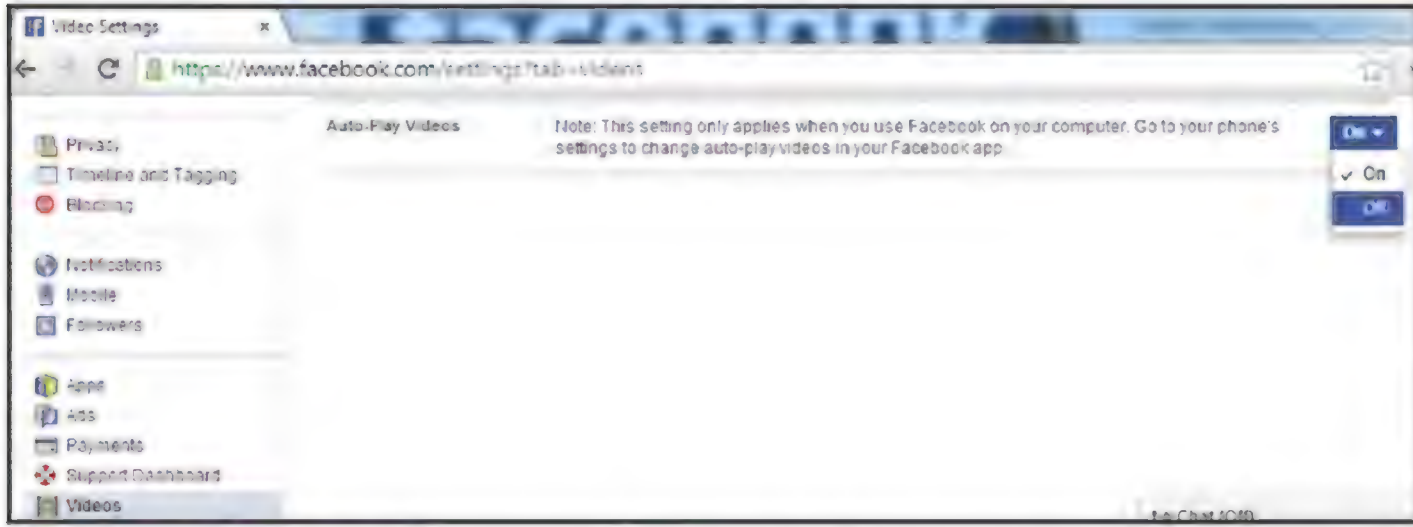 Video Settings
https://www.facebook.com/settings?tab=videos
Auto-Play Videos
Note: This setting only applies when you use Facebook on your computer. Go to your phone's
settings to change auto-play videos in your Facebook app
On
On
Off
Privacy
Timeline and Tagging
Blocking
Notifications
Mobile
Followers
Apps
Ads
Payments
Support Dashboard
Videos
Chat (Off)